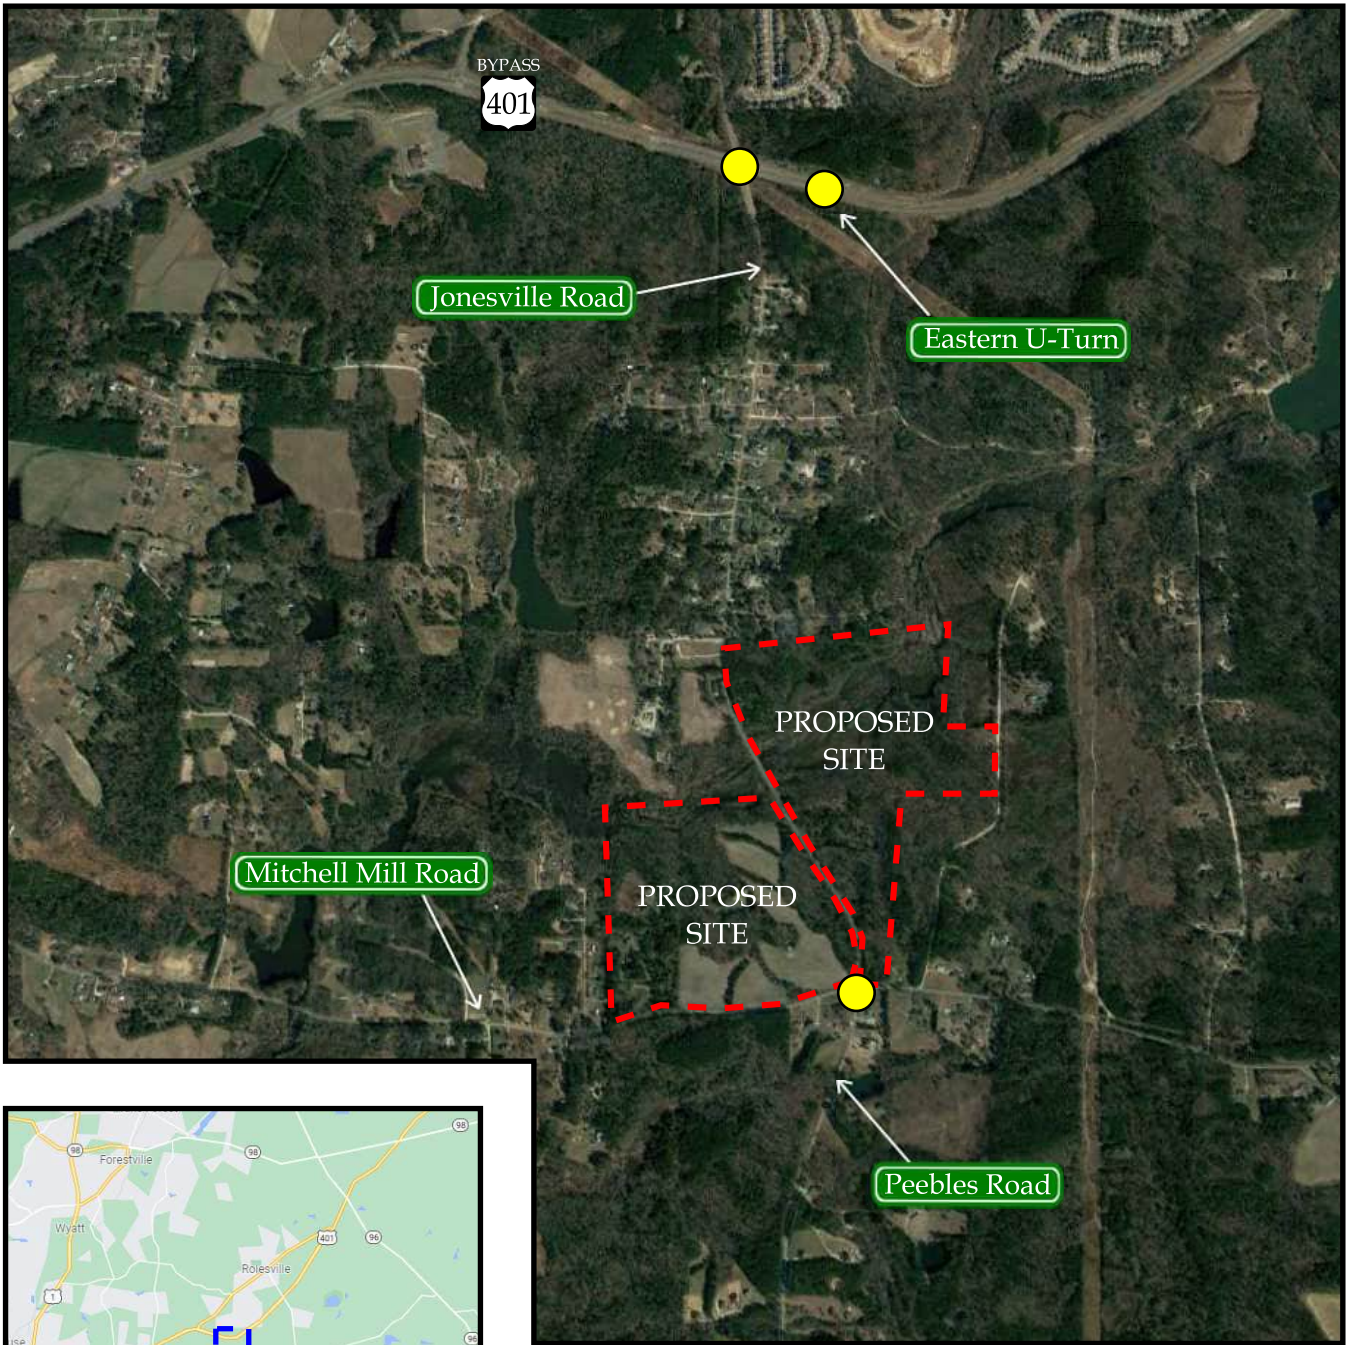 BYPASS
401
Jonesville Road
Eastern U-Turn
PROPOSED
SITE
PROPOSED
SITE
Mitchell Mill Road
Peebles Road
98
98
98
Forestville
Wyatt
401
96
Rolesville
1
96